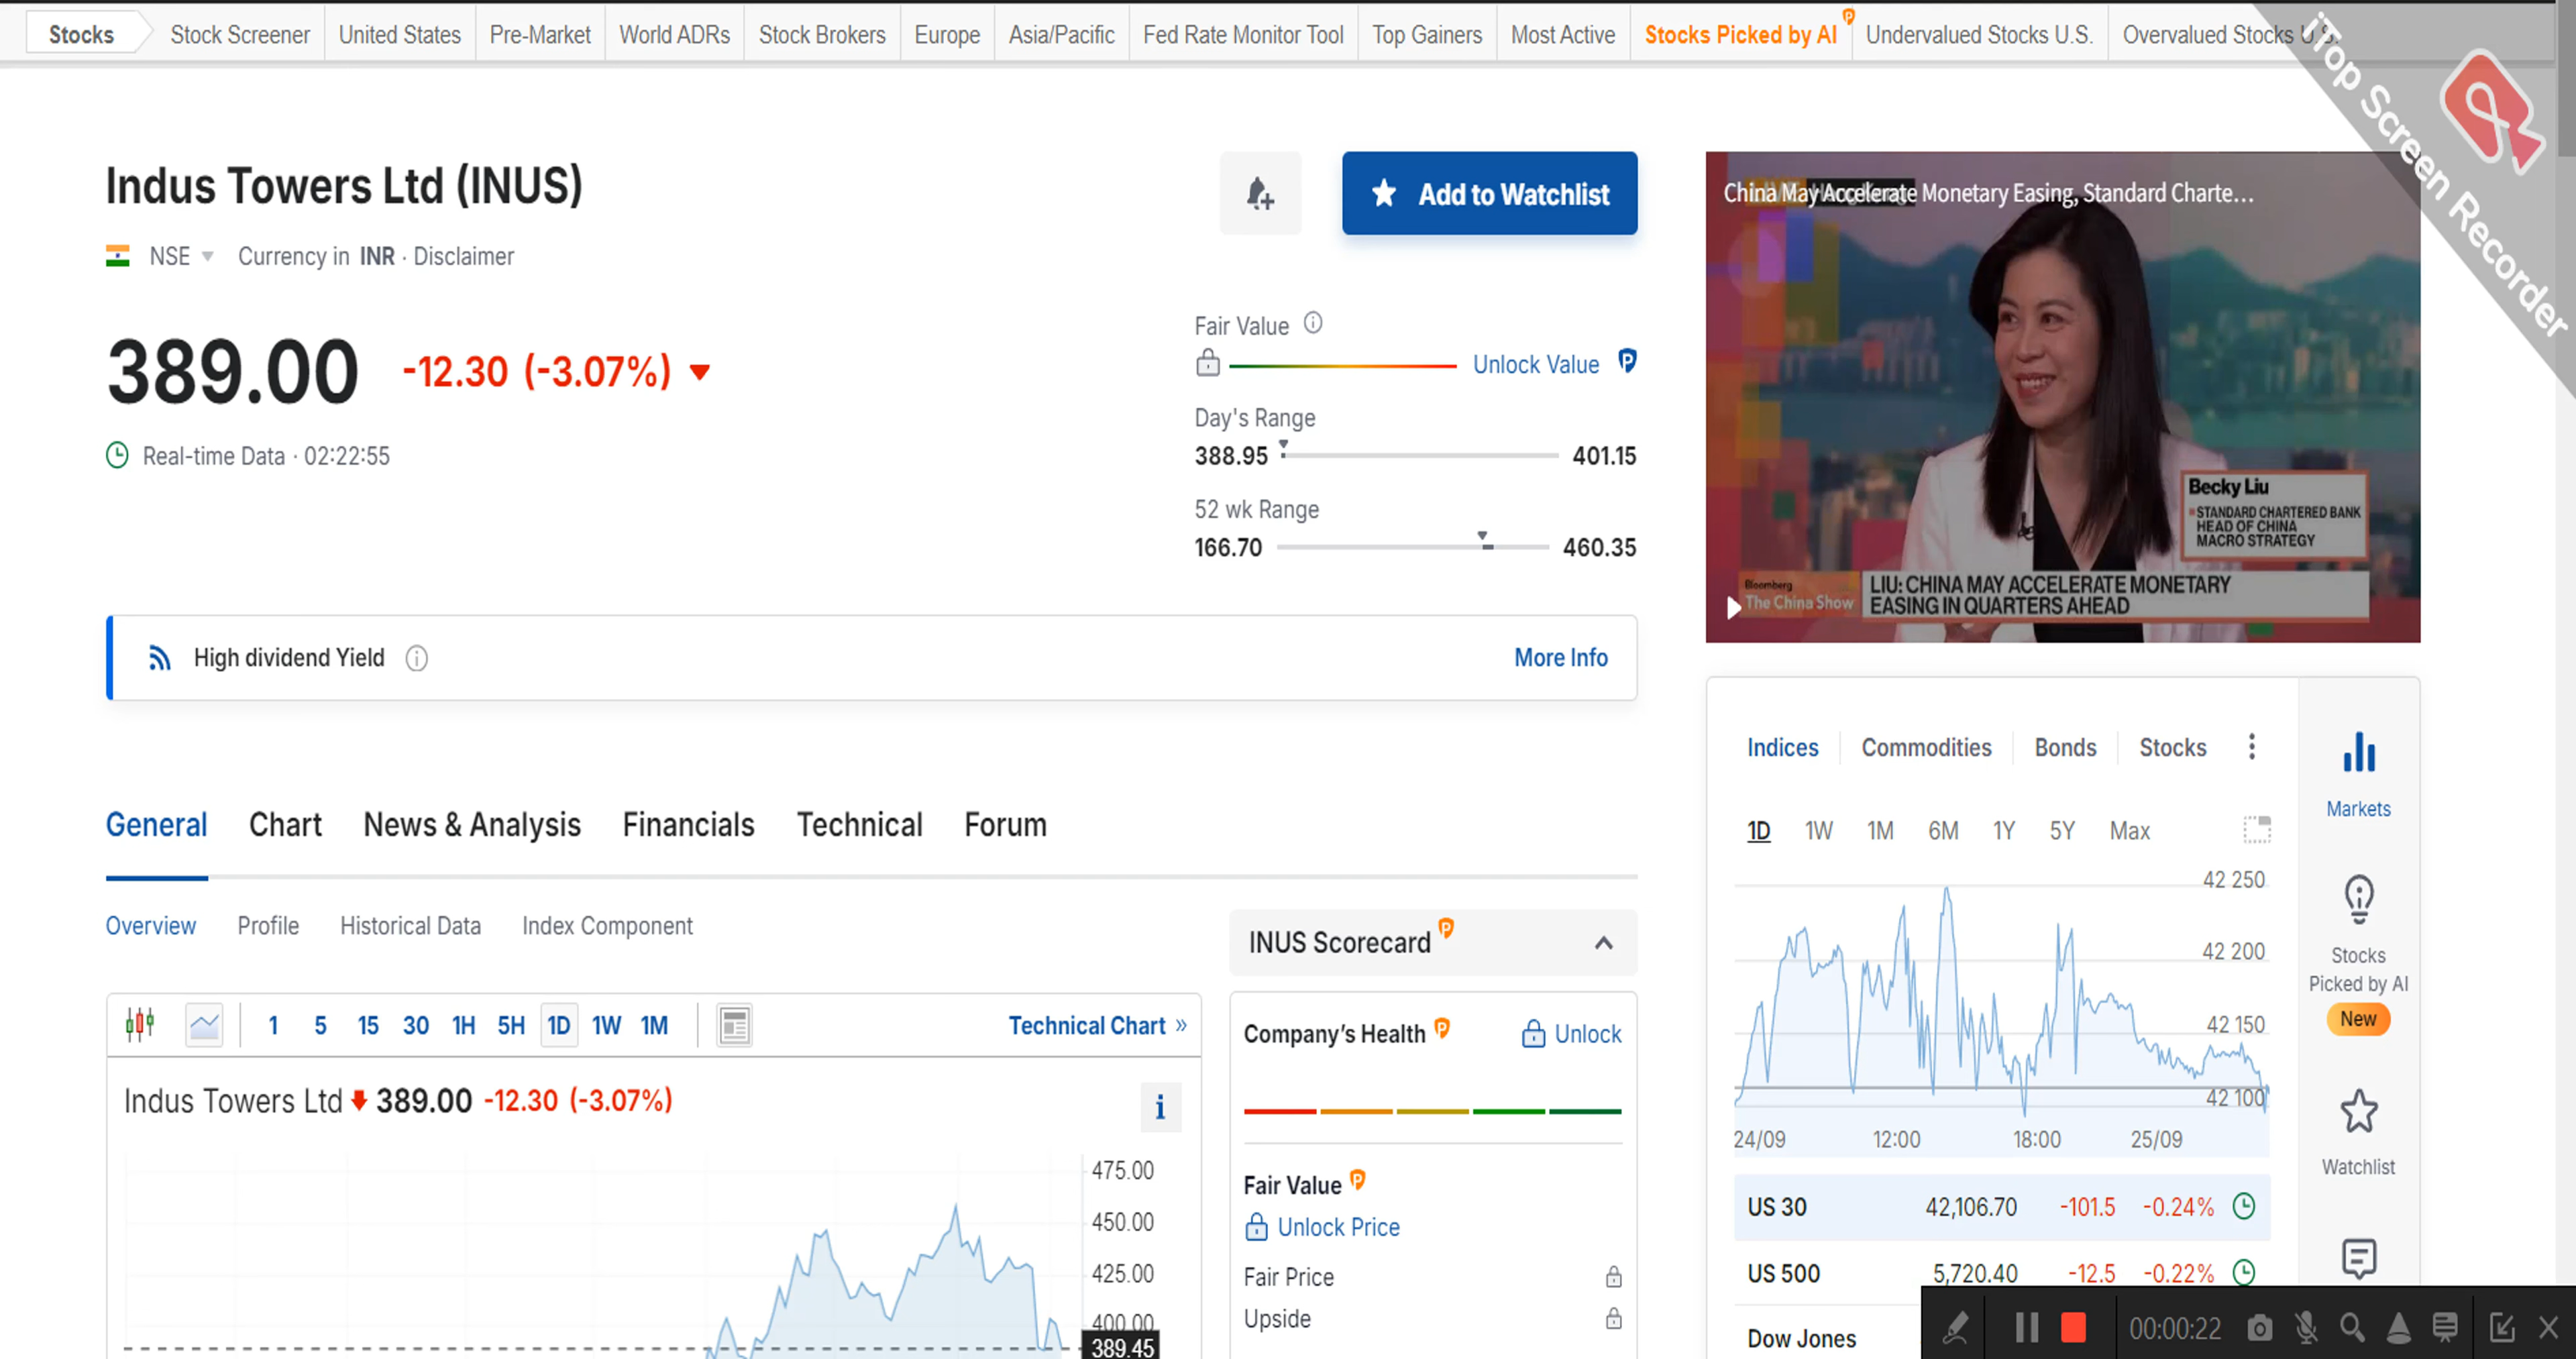 Stocks
Stock Screener
United States
Pre-Market
World ADRs
Stock Brokers
Europe
Asia/Pacific
Fed Rate Monitor Tool
Top Gainers
Most Active
Stocks Picked by AI
Undervalued Stocks U.S.
Overvalued Stocks U.S.
iTop Screen Recorder
Indus Towers Ltd (INUS)
Add to Watchlist
NSE
Currency in INR · Disclaimer
389.00 -12.30 (-3.07%)
Real-time Data · 02:22:55
Fair Value
Unlock Value
Day's Range
388.95 401.15
52 wk Range
166.70 460.35
China May Accelerate Monetary Easing, Standard Charte...
Becky Liu
STANDARD CHARTERED BANK
HEAD OF CHINA
MACRO STRATEGY
Bloomberg
The China Show
LIU: CHINA MAY ACCELERATE MONETARY
EASING IN QUARTERS AHEAD
High dividend Yield
More Info
General
Chart
News & Analysis
Financials
Technical
Forum
Overview
Profile
Historical Data
Index Component
1 5 15 30 1H 5H 1D 1W 1M
Technical Chart »
Indus Towers Ltd 389.00 -12.30 (-3.07%)
i
475.00
450.00
425.00
400.00
389.45
INUS Scorecard
Company's Health
Unlock
Fair Value
Unlock Price
Fair Price
Upside
Indices
Commodities
Bonds
Stocks
1D 1W 1M 6M 1Y 5Y Max
42 250
42 200
42 150
42 100
24/09 12:00 18:00 25/09
US 30 42,106.70 -101.5 -0.24%
US 500 5,720.40 -12.5 -0.22%
Dow Jones
Markets
Stocks
Picked by AI
New
Watchlist
00:00:22